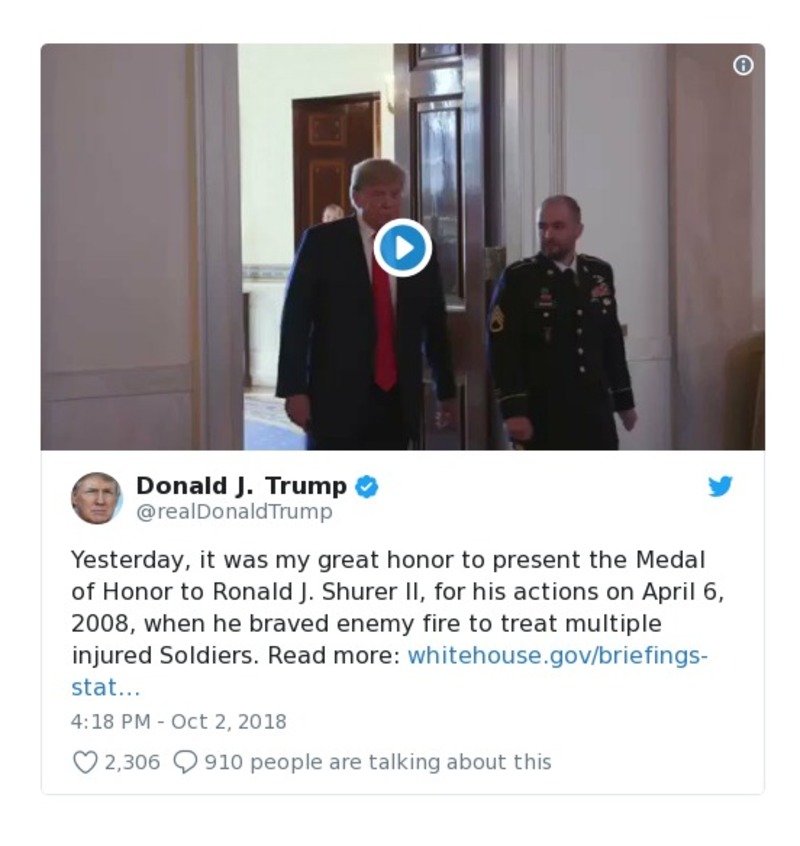 Donald J. Trump
@realDonaldTrump
Yesterday, it was my great honor to present the Medal
of Honor to Ronald J. Shurer II, for his actions on April 6,
2008, when he braved enemy fire to treat multiple
injured Soldiers. Read more: whitehouse.gov/briefings-
stat…
4:18 PM - Oct 2, 2018
2,306 910 people are talking about this